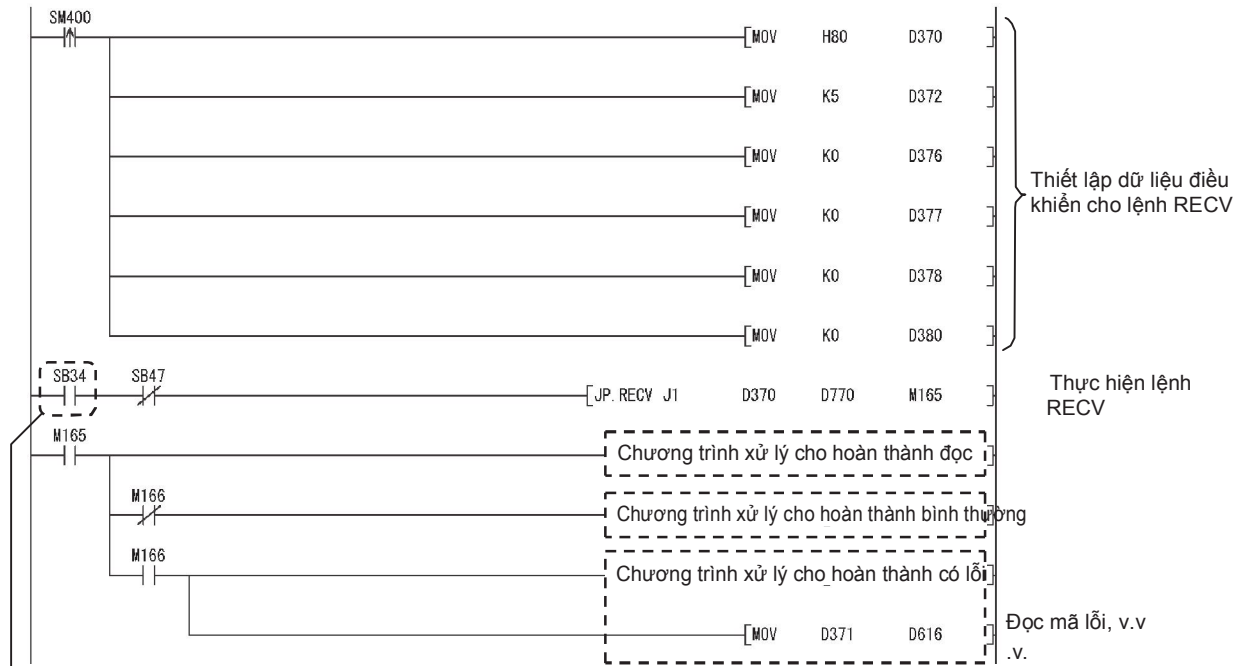 SM400
[MOV H80 D370 ]
[MOV K5 D372 ]
[MOV K0 D376 ]
Thiết lập dữ liệu điều
khiển cho lệnh RECV
[MOV K0 D377 ]
[MOV K0 D378 ]
[MOV K0 D380 ]
SB34 SB47
[JP.RECV J1 D370 D770 M165 ]
Thực hiện lệnh
RECV
M165
Chương trình xử lý cho hoàn thành đọc ]
M166
Chương trình xử lý cho hoàn thành bình thường
M166
Chương trình xử lý cho hoàn thành có lỗi ]
[MOV D371 D616 ]
Đọc mã lỗi, v.v
.v.